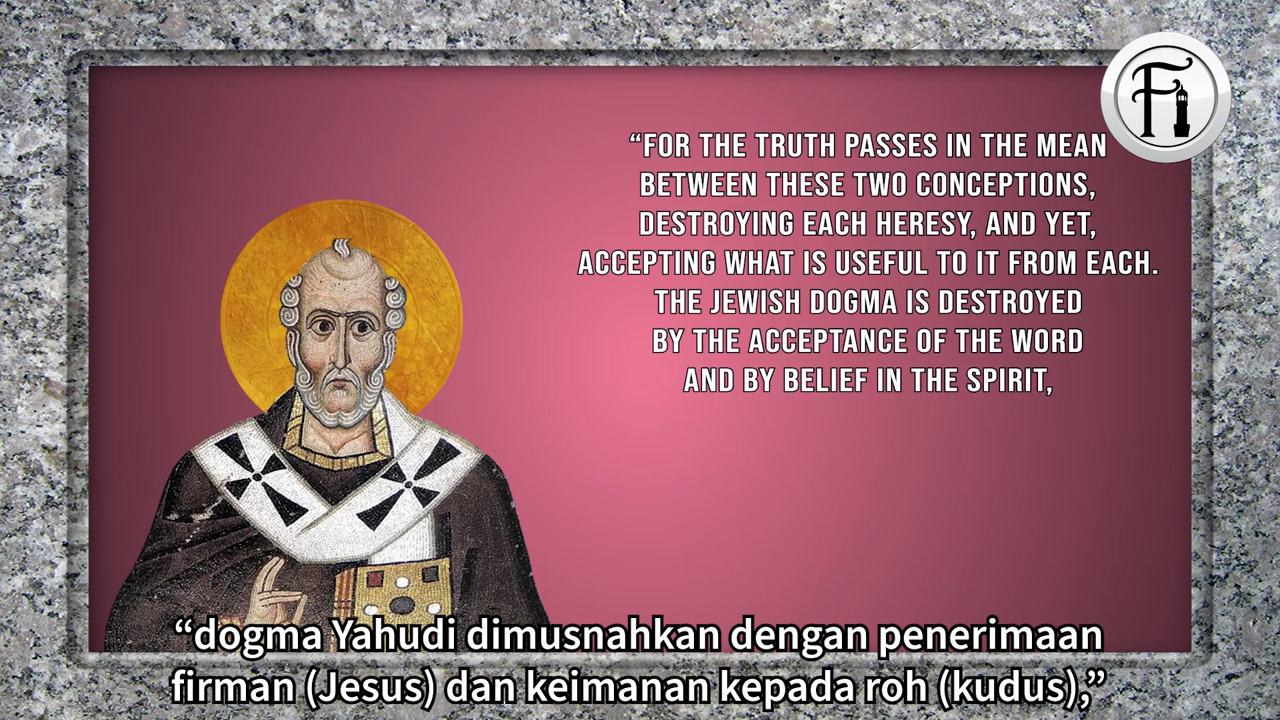 Fi
“FOR THE TRUTH PASSES IN THE MEAN
BETWEEN THESE TWO CONCEPTIONS,
DESTROYING EACH HERESY, AND YET,
ACCEPTING WHAT IS USEFUL TO IT FROM EACH.
THE JEWISH DOGMA IS DESTROYED
BY THE ACCEPTANCE OF THE WORD
AND BY BELIEF IN THE SPIRIT,
“dogma Yahudi dimusnahkan dengan penerimaan
firman (Jesus) dan keimanan kepada roh (kudus),”